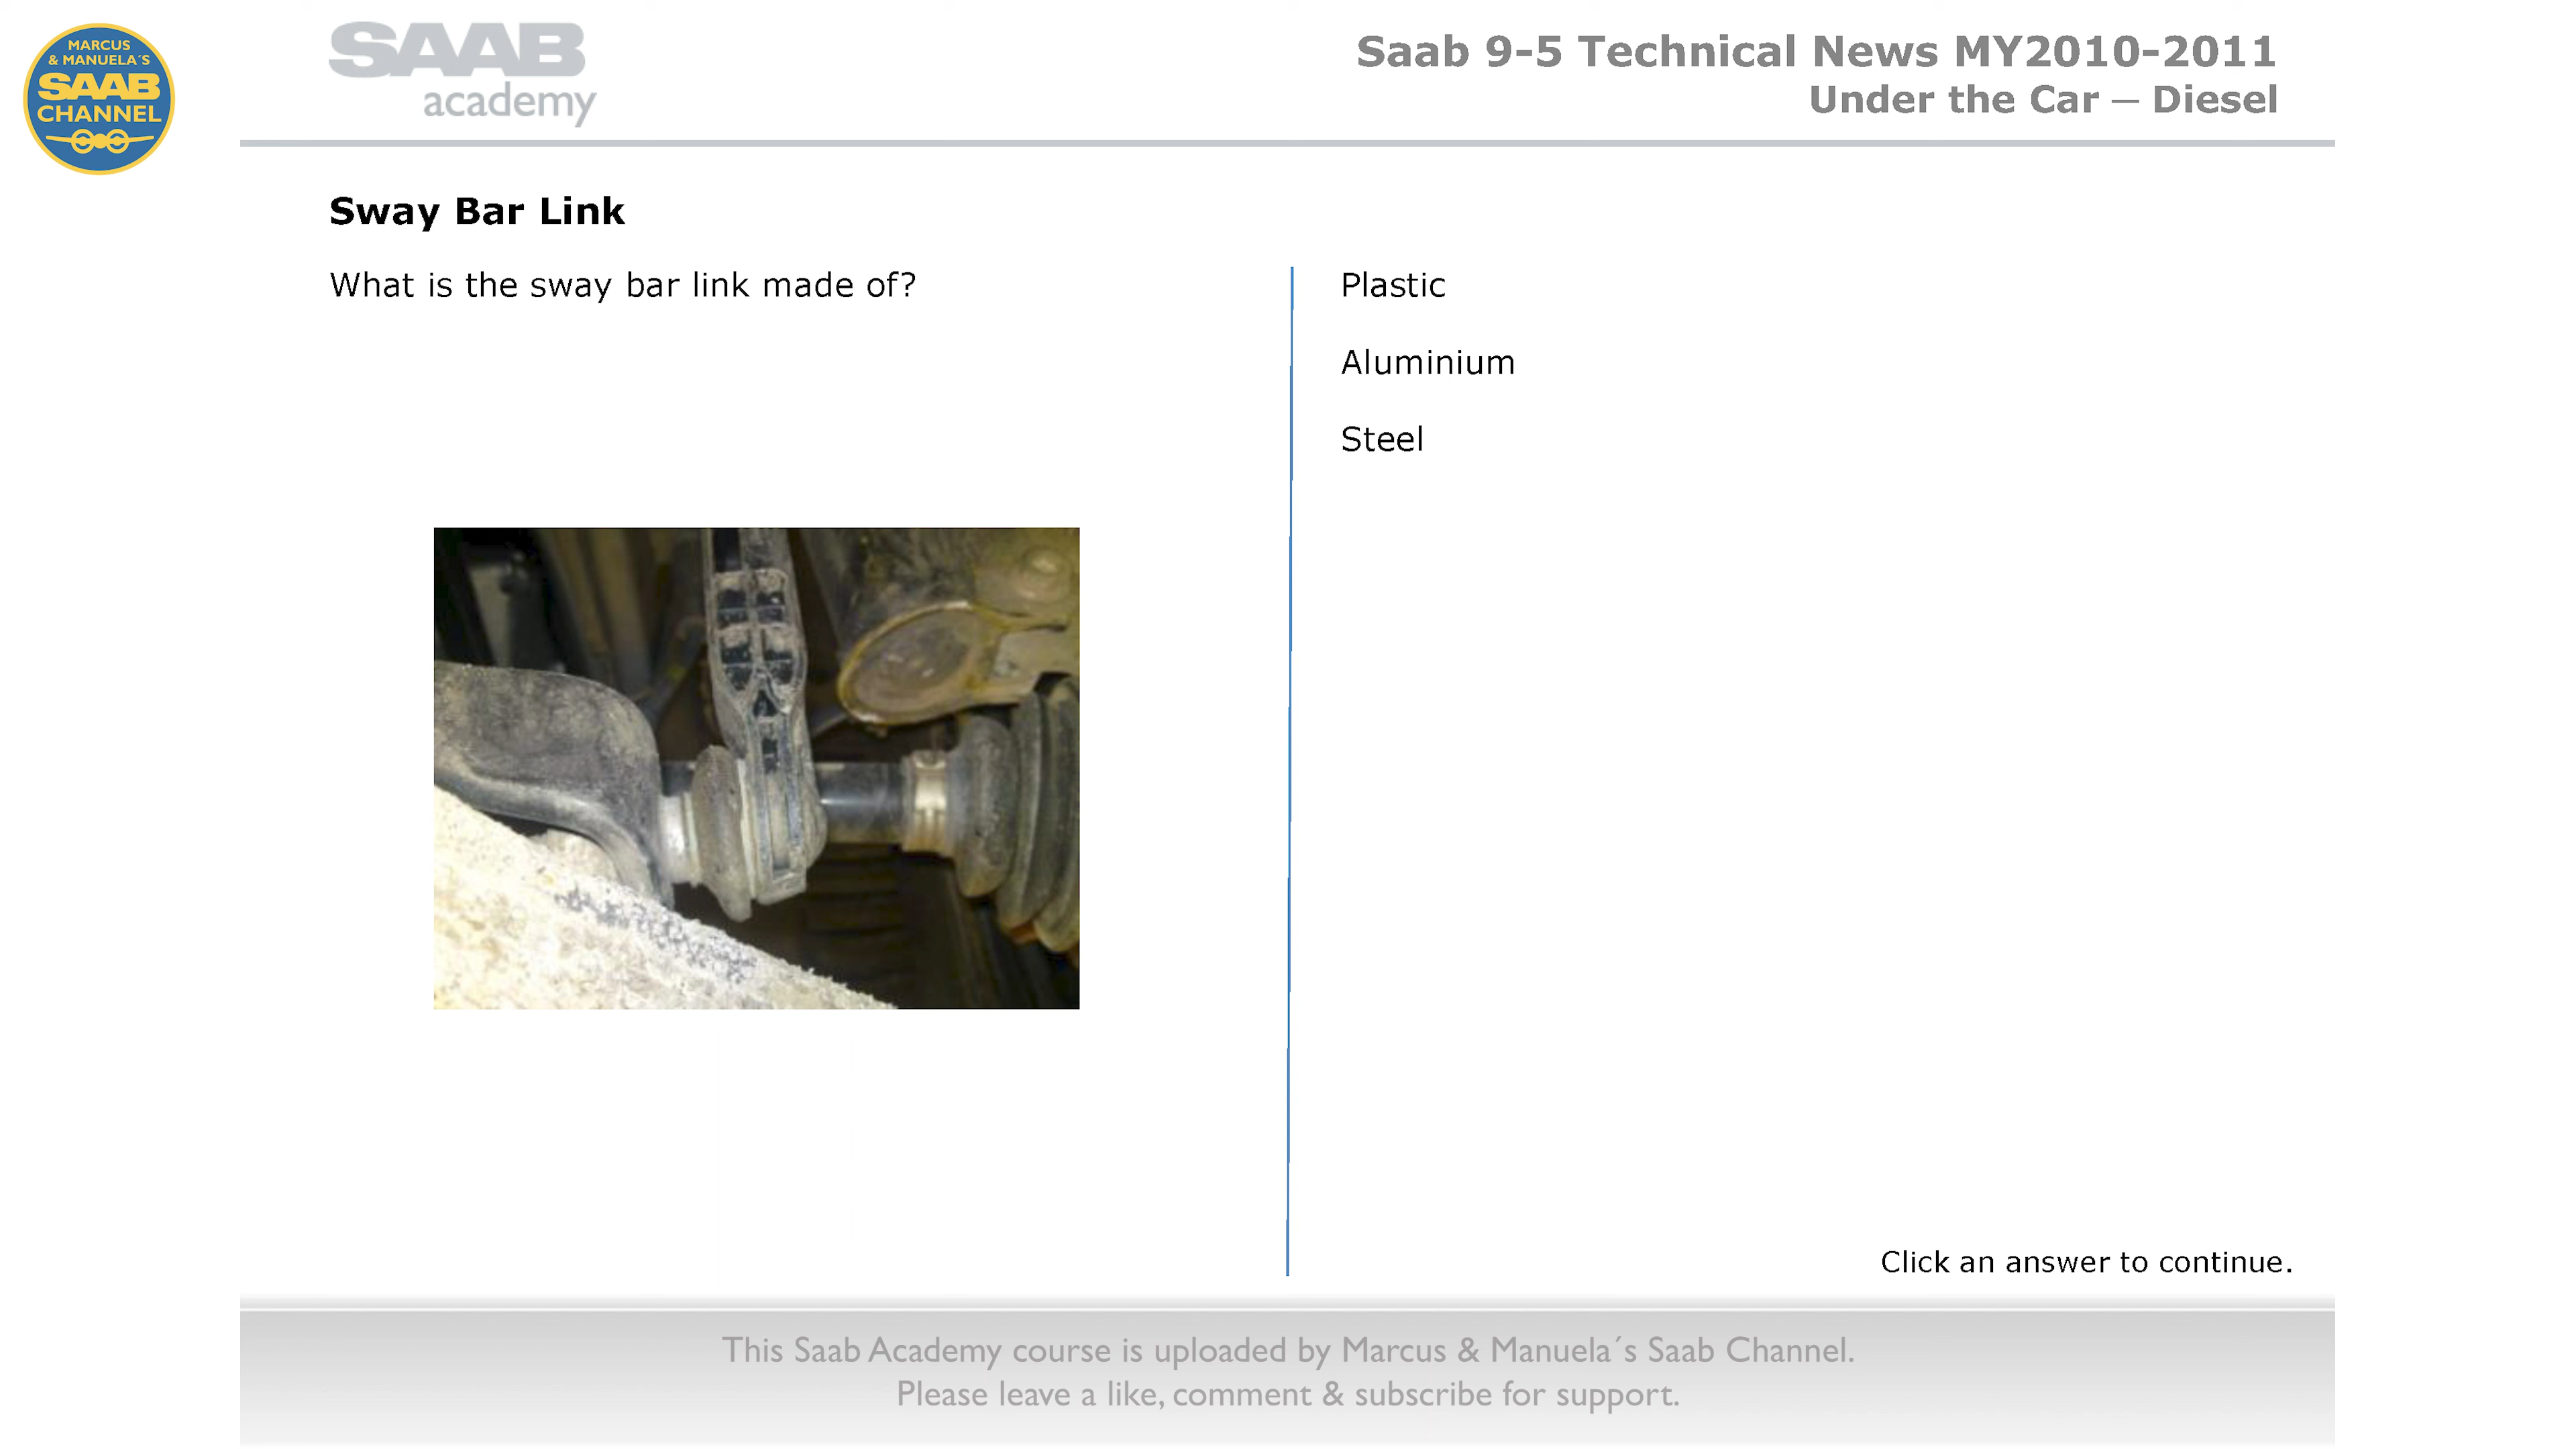 MARCUS
& MANUELA´S
SAAB
CHANNEL
SAAB
academy
Saab 9-5 Technical News MY2010-2011
Under the Car — Diesel
Sway Bar Link
What is the sway bar link made of?
Plastic
Aluminium
Steel
Click an answer to continue.
This Saab Academy course is uploaded by Marcus & Manuela´s Saab Channel.
Please leave a like, comment & subscribe for support.